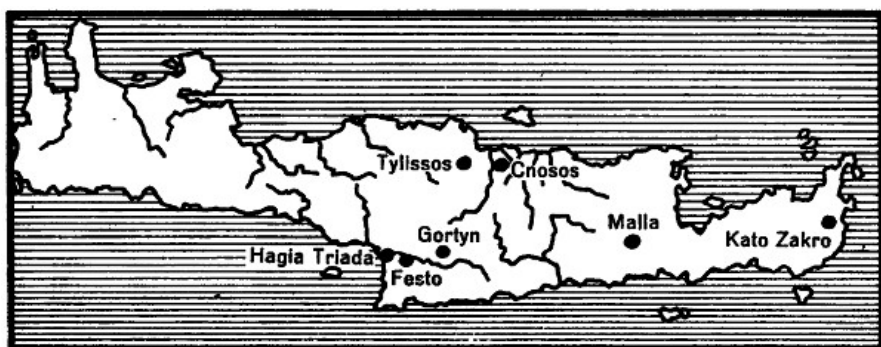 Tylissos
Cnosos
Malla
Gortyn
Kato Zakro
Hagia Triada
Festo